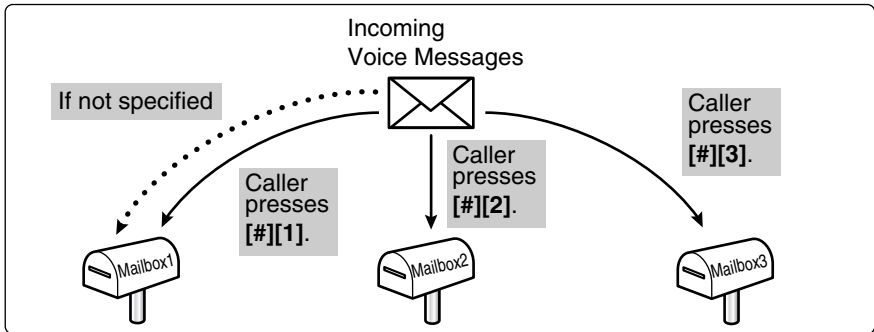 Incoming
Voice Messages
If not specified
Caller
presses
[#][1].
Caller
presses
[#][2].
Caller
presses
[#][3].
Mailbox1
Mailbox2
Mailbox3